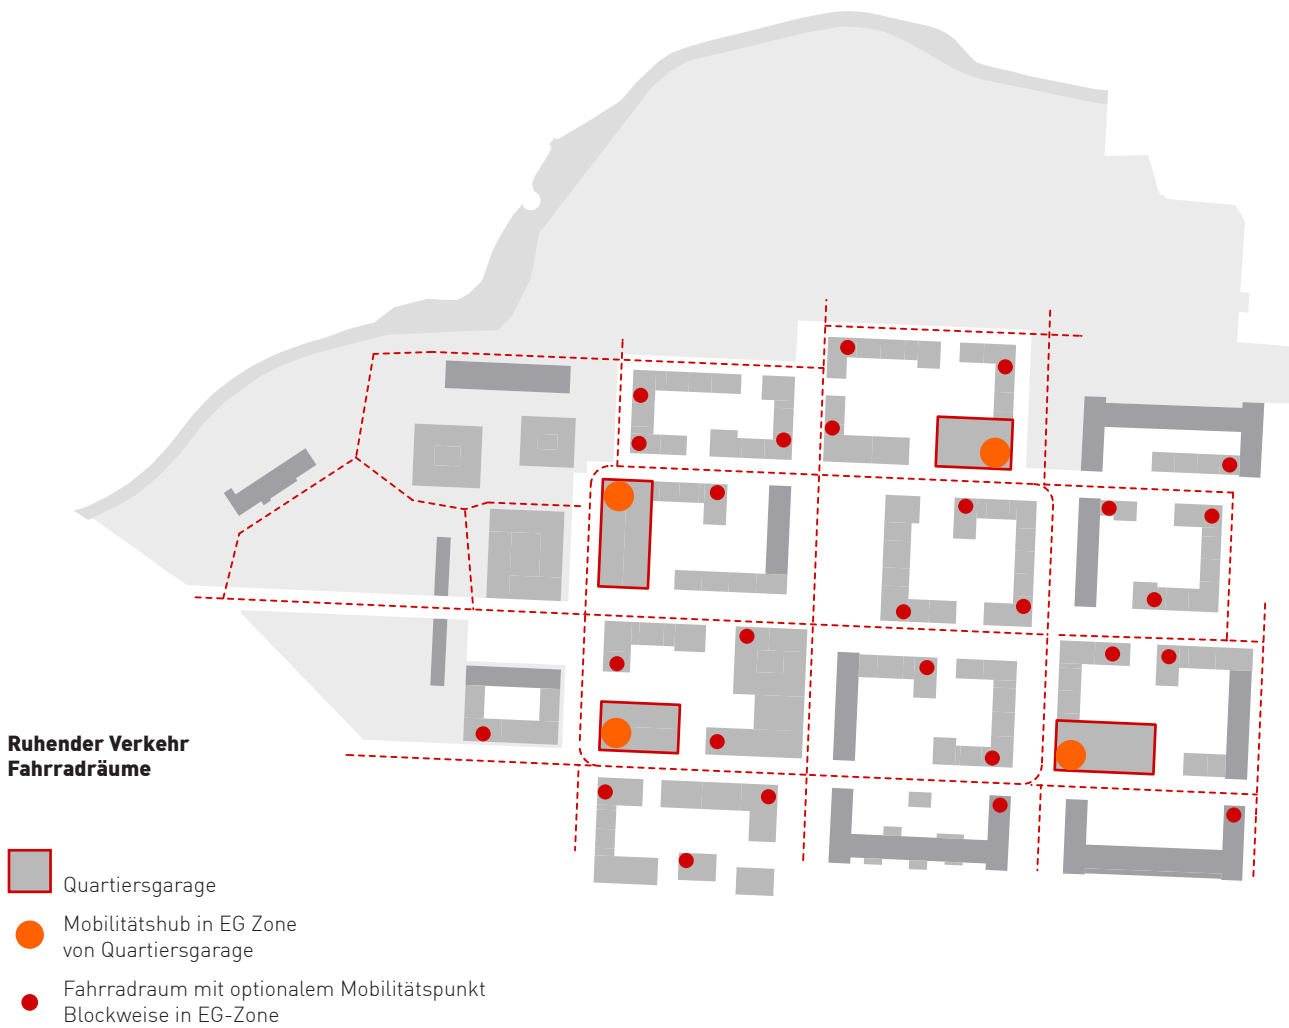 Ruhender Verkehr
Fahrradräume
Quartiersgarage
Mobilitätshub in EG Zone
von Quartiersgarage
Fahrradraum mit optionalem Mobilitätspunkt
Blockweise in EG-Zone